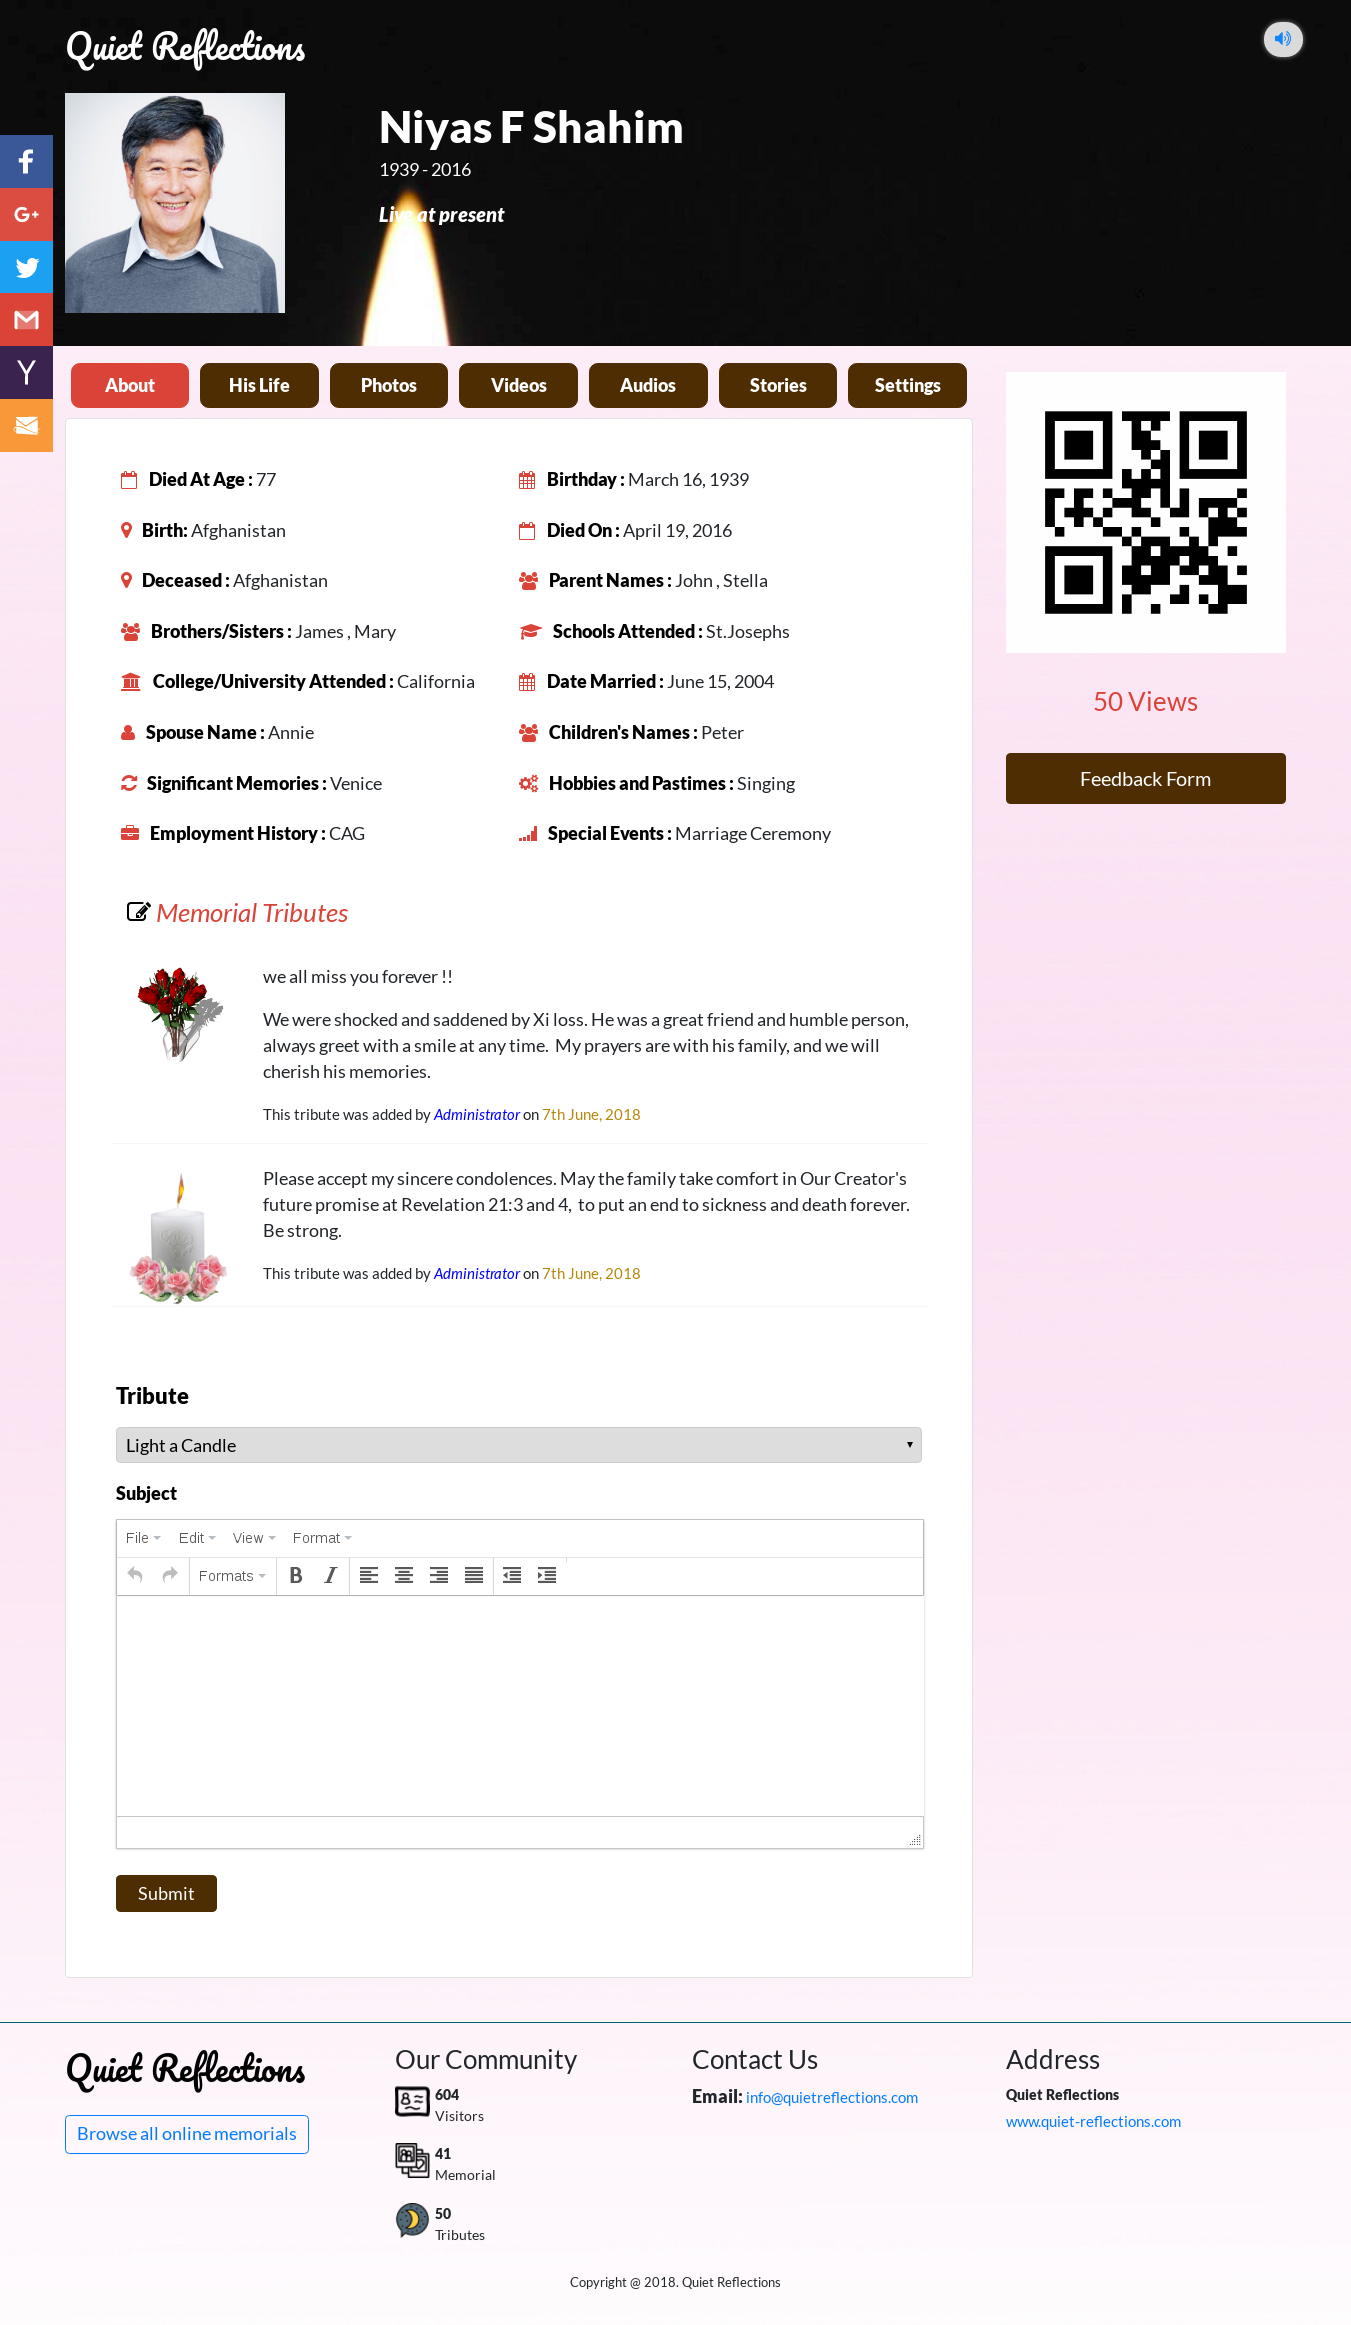 Quiet Reflections
Niyas F Shahim
1939 - 2016
Live at present
About
His Life
Photos
Videos
Audios
Stories
Settings
Died At Age : 77
Birthday : March 16, 1939
Birth: Afghanistan
Died On : April 19, 2016
Deceased : Afghanistan
Parent Names : John , Stella
Brothers/Sisters : James , Mary
Schools Attended : St.Josephs
College/University Attended : California
Date Married : June 15, 2004
Spouse Name : Annie
Children's Names : Peter
Significant Memories : Venice
Hobbies and Pastimes : Singing
Employment History : CAG
Special Events : Marriage Ceremony
50 Views
Feedback Form
Memorial Tributes
we all miss you forever !!
We were shocked and saddened by Xi loss. He was a great friend and humble person,
always greet with a smile at any time. My prayers are with his family, and we will
cherish his memories.
This tribute was added by Administrator on 7th June, 2018
Please accept my sincere condolences. May the family take comfort in Our Creator's
future promise at Revelation 21:3 and 4, to put an end to sickness and death forever.
Be strong.
This tribute was added by Administrator on 7th June, 2018
Tribute
Light a Candle
Subject
File Edit View Format
Formats B I
Submit
Quiet Reflections
Browse all online memorials
Our Community
604
Visitors
41
Memorial
50
Tributes
Contact Us
Email: info@quietreflections.com
Address
Quiet Reflections
www.quiet-reflections.com
Copyright @ 2018. Quiet Reflections